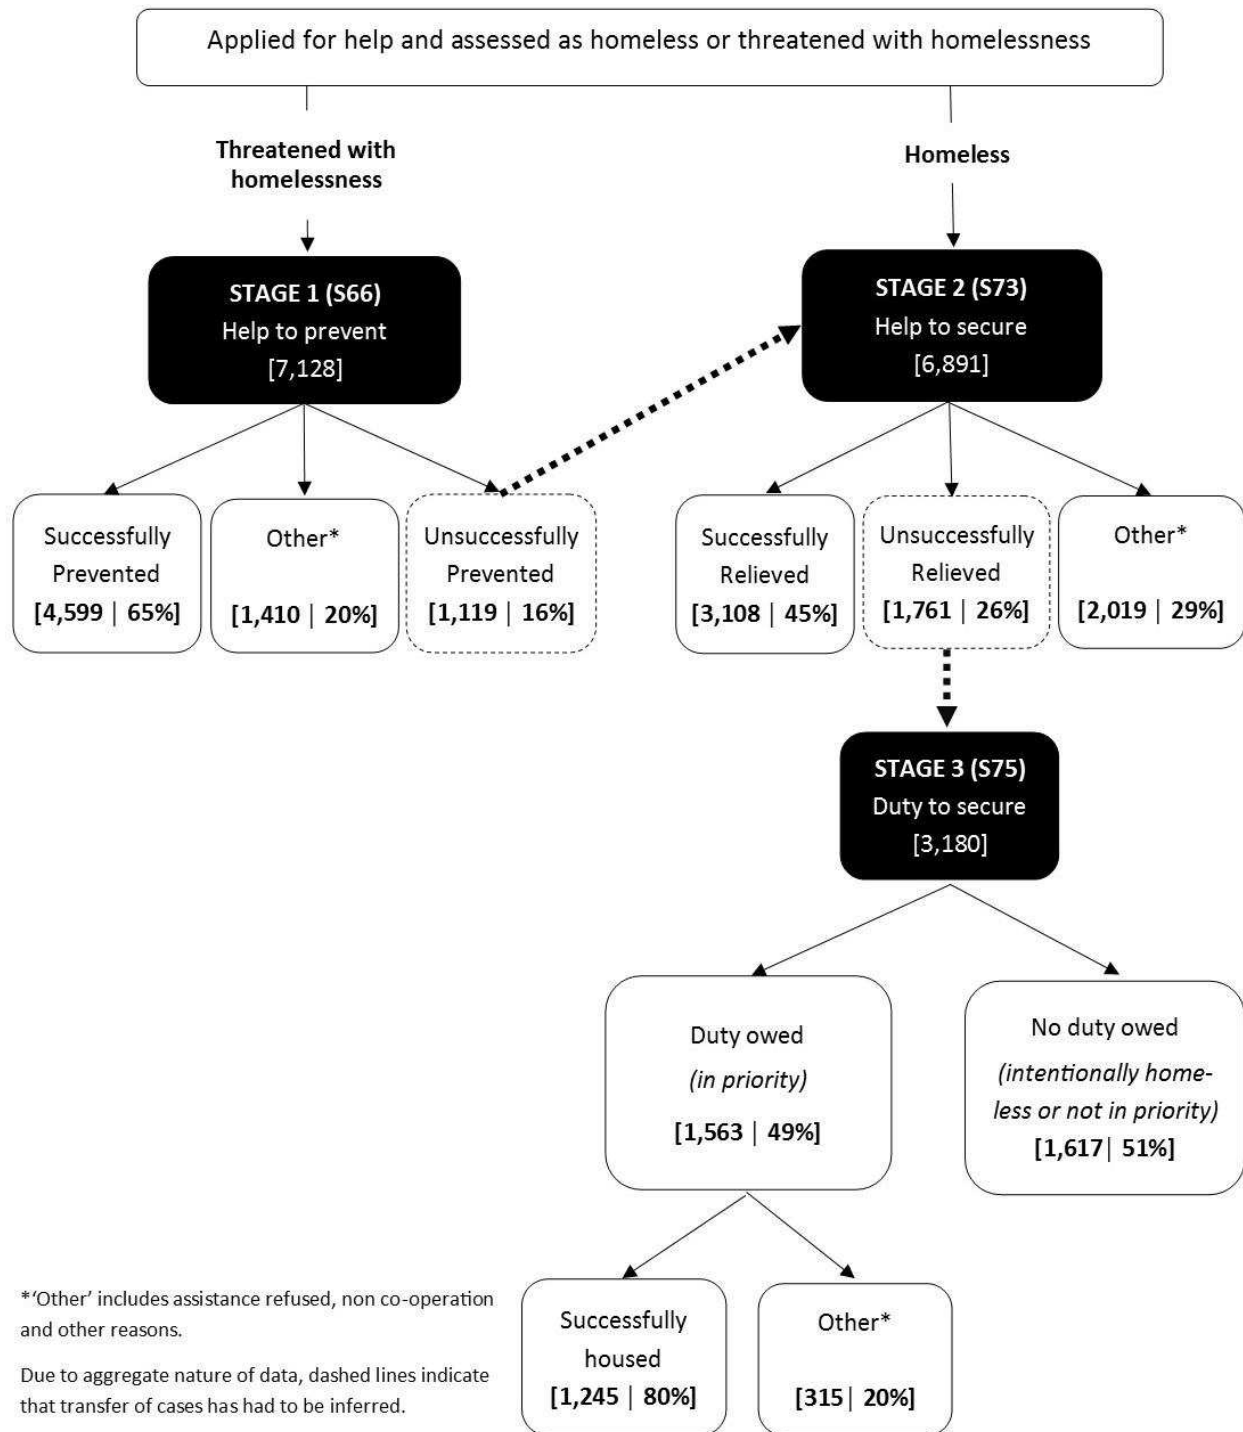 Applied for help and assessed as homeless or threatened with homelessness
Threatened with
homelessness
Homeless
STAGE 1 (S66)
Help to prevent
[7,128]
STAGE 2 (S73)
Help to secure
[6,891]
Successfully
Prevented
[4,599 | 65%]
Other*
[1,410 | 20%]
Unsuccessfully
Prevented
[1,119 | 16%]
Successfully
Relieved
[3,108 | 45%]
Unsuccessfully
Relieved
[1,761 | 26%]
Other*
[2,019 | 29%]
STAGE 3 (S75)
Duty to secure
[3,180]
Duty owed
(in priority)
[1,563 | 49%]
No duty owed
(intentionally home-
less or not in priority)
[1,617| 51%]
Successfully
housed
[1,245 | 80%]
Other*
[315| 20%]
*‘Other’ includes assistance refused, non co-operation
and other reasons.
Due to aggregate nature of data, dashed lines indicate
that transfer of cases has had to be inferred.